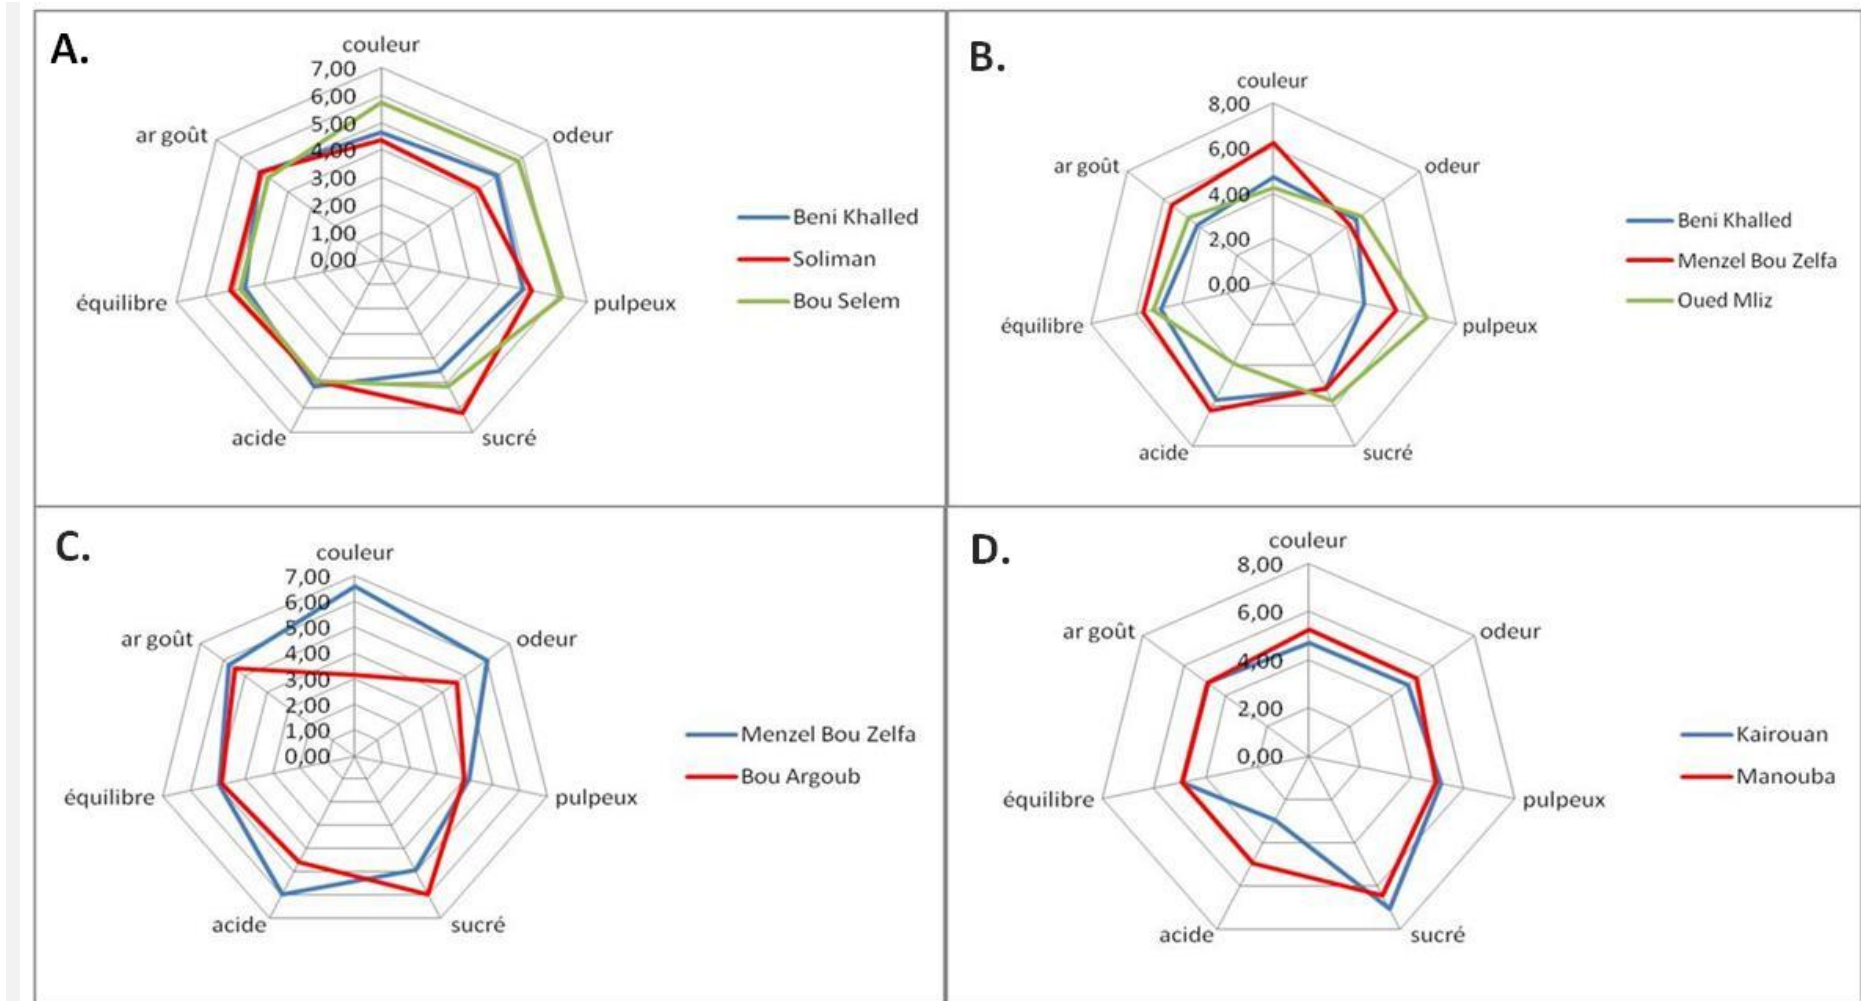 A.
couleur
7,00
6,00
5,00
4,00
3,00
2,00
1,00
0,00
ar goût
odeur
équilibre
pulpeux
acide
sucré
Beni Khalled
Soliman
Bou Selem
B.
couleur
8,00
6,00
4,00
2,00
0,00
ar goût
odeur
équilibre
pulpeux
acide
sucré
Beni Khalled
Menzel Bou Zelfa
Oued Mliz
C.
couleur
7,00
6,00
5,00
4,00
3,00
2,00
1,00
0,00
ar goût
odeur
équilibre
pulpeux
acide
sucré
Menzel Bou Zelfa
Bou Argoub
D.
couleur
8,00
6,00
4,00
2,00
0,00
ar goût
odeur
équilibre
pulpeux
acide
sucré
Kairouan
Manouba